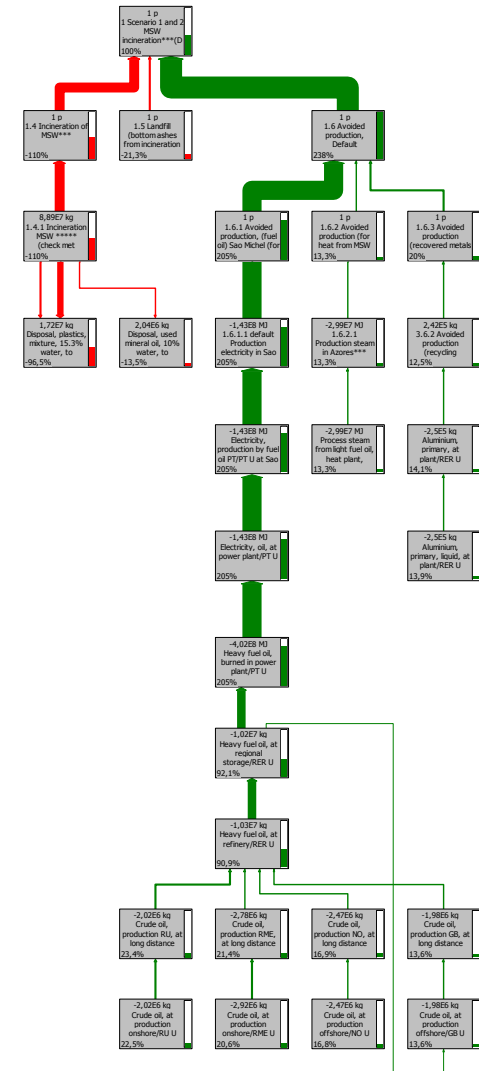 1 p
1 Scenario 1 and 2
MSW
incineration***(D
100%
1 p
1.4 Incineration of
MSW***
-110%
1 p
1.5 Landfill
(bottom ashes
from incineration
-21,3%
1 p
1.6 Avoided
production,
Default
238%
8,89E7 kg
1.4.1 Incineration
MSW *****
(check met
-110%
1 p
1.6.1 Avoided
production, (fuel
oil) Sao Michel (for
205%
1 p
1.6.2 Avoided
production (for
heat from MSW
13,3%
1 p
1.6.3 Avoided
production
(recovered metals
20%
1,72E7 kg
Disposal, plastics,
mixture, 15.3%
water, to
-96,5%
2,04E6 kg
Disposal, used
mineral oil, 10%
water, to
-13,5%
-1,43E8 MJ
1.6.1.1 default
Production
electricity in Sao
205%
-2,99E7 MJ
1.6.2.1
Production steam
in Azores***
13,3%
2,42E5 kg
3.6.2 Avoided
production
(recycling
12,5%
-1,43E8 MJ
Electricity,
production by fuel
oil PT/PT U at Sao
205%
-2,99E7 MJ
Process steam
from light fuel oil,
heat plant,
13,3%
-2,5E5 kg
Aluminium,
primary, at
plant/RER U
14,1%
-1,43E8 MJ
Electricity, oil, at
power plant/PT U
205%
-2,5E5 kg
Aluminium,
primary, liquid, at
plant/RER U
13,9%
-4,02E8 MJ
Heavy fuel oil,
burned in power
plant/PT U
205%
-1,02E7 kg
Heavy fuel oil, at
regional
storage/RER U
92,1%
-1,03E7 kg
Heavy fuel oil, at
refinery/RER U
90,9%
-2,02E6 kg
Crude oil,
production RU, at
long distance
23,4%
-2,78E6 kg
Crude oil,
production RME,
at long distance
21,4%
-2,47E6 kg
Crude oil,
production NO, at
long distance
16,9%
-1,98E6 kg
Crude oil,
production GB, at
long distance
13,6%
-2,02E6 kg
Crude oil, at
production
onshore/RU U
22,5%
-2,92E6 kg
Crude oil, at
production
onshore/RME U
20,6%
-2,47E6 kg
Crude oil, at
production
offshore/NO U
16,8%
-1,98E6 kg
Crude oil, at
production
offshore/GB U
13,6%